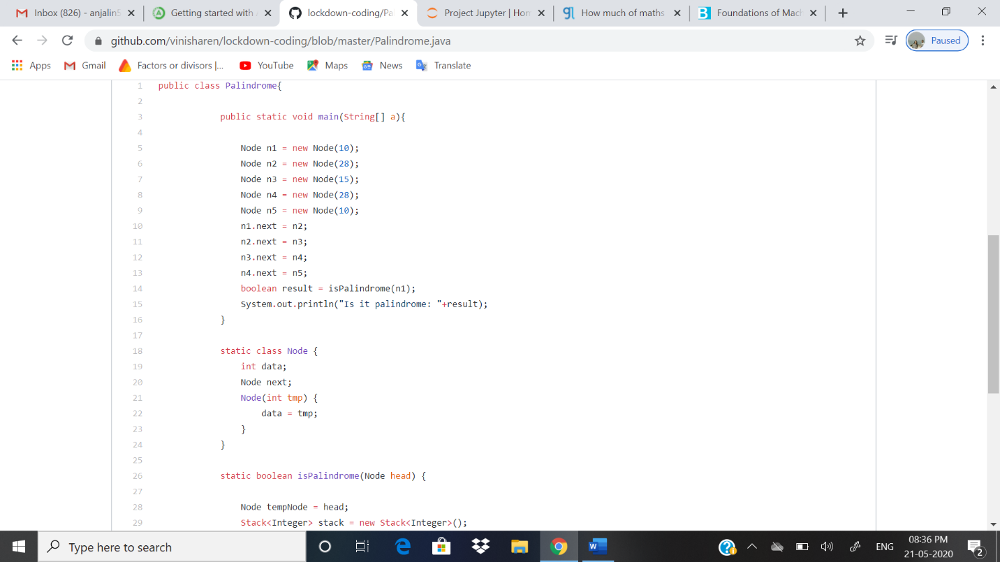 Inbox (826) - anjalin5
Getting started with A
lockdown-coding/Pa
Project Jupyter | Hom
How much of maths
Foundations of Mach
github.com/vinisharen/lockdown-coding/blob/master/Palindrome.java
Paused
Apps
Gmail
Factors or divisors |...
YouTube
Maps
News
Translate
1 public class Palindrome{
2
3 public static void main(String[] a){
4
5 Node n1 = new Node(10);
6 Node n2 = new Node(28);
7 Node n3 = new Node(15);
8 Node n4 = new Node(28);
9 Node n5 = new Node(10);
10 n1.next = n2;
11 n2.next = n3;
12 n3.next = n4;
13 n4.next = n5;
14 boolean result = isPalindrome(n1);
15 System.out.println("Is it palindrome: "+result);
16 }
17
18 static class Node {
19 int data;
20 Node next;
21 Node(int tmp) {
22 data = tmp;
23 }
24 }
25
26 static boolean isPalindrome(Node head) {
27
28 Node tempNode = head;
29 Stack<Integer> stack = new Stack<Integer>();
Type here to search
ENG
08:36 PM
21-05-2020
2